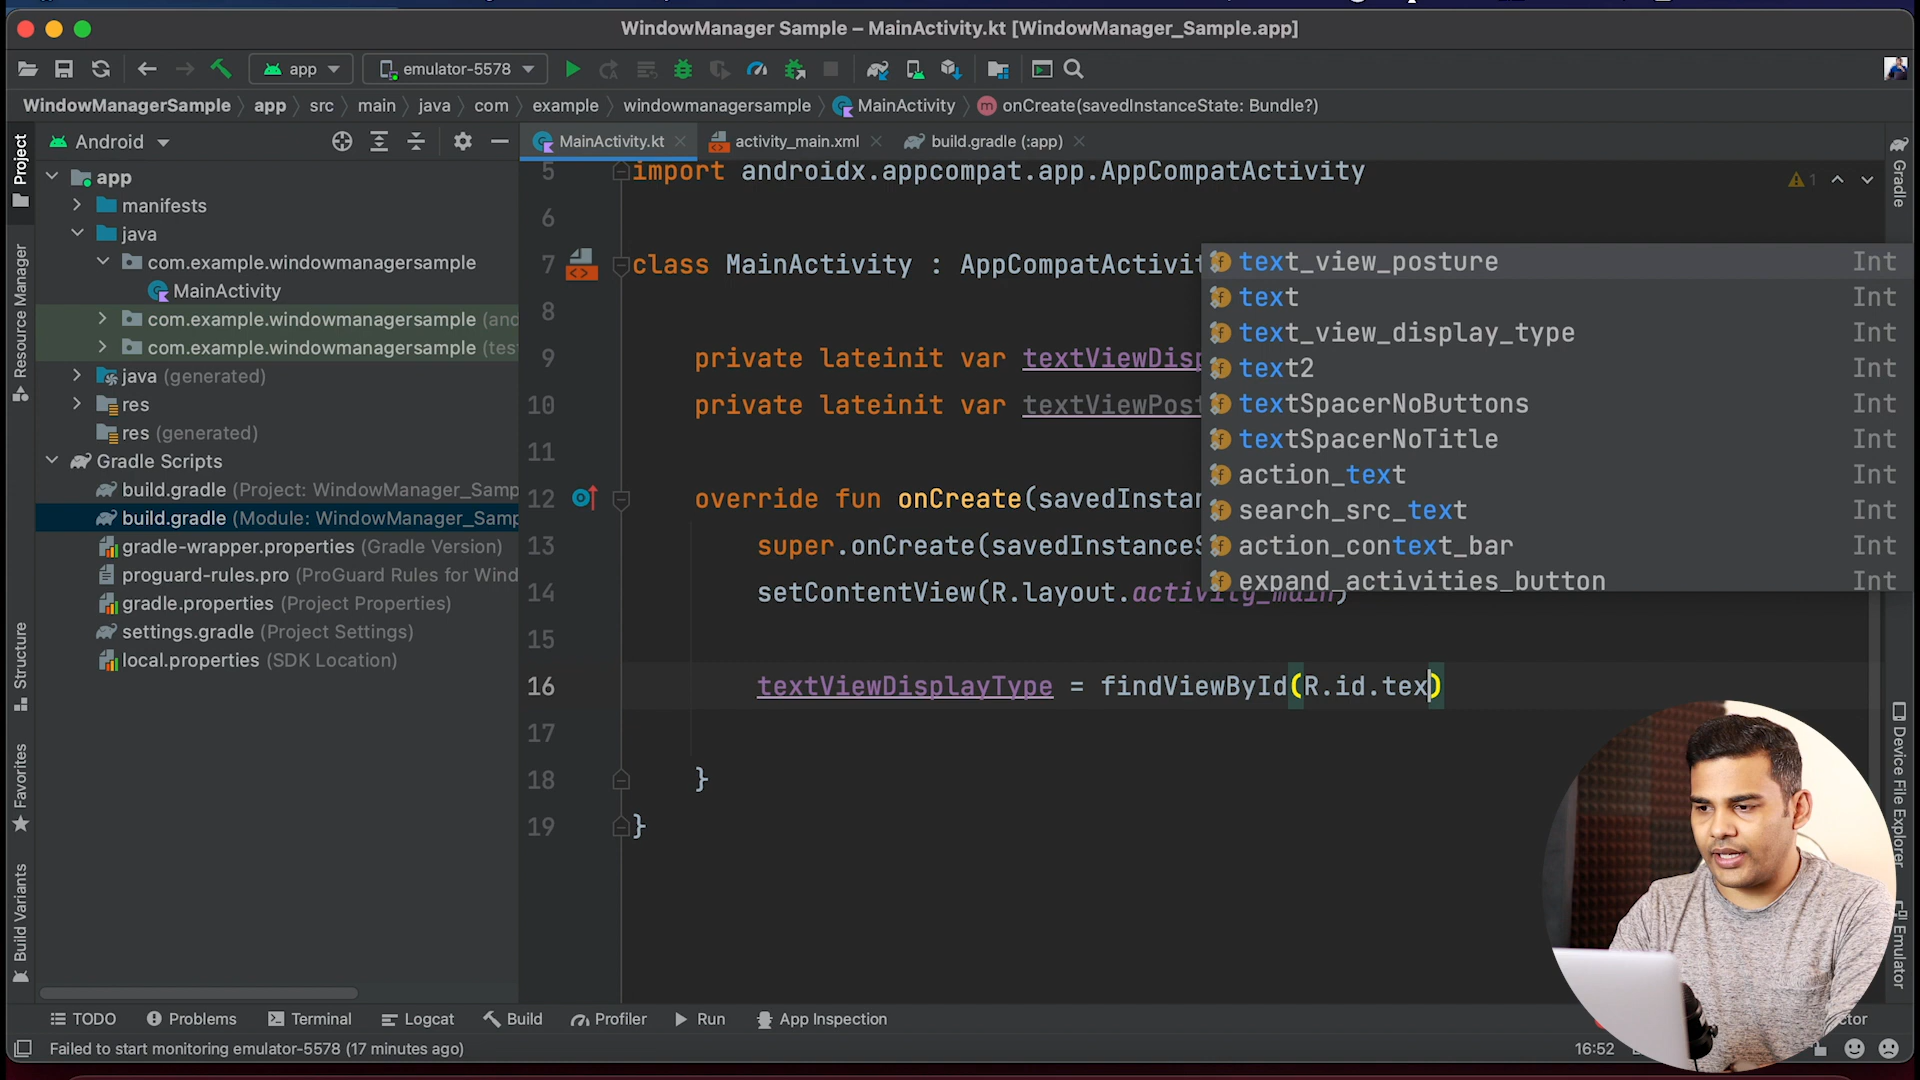 WindowManager Sample – MainActivity.kt [WindowManager_Sample.app]
app
emulator-5578
WindowManagerSample
app
src
main
java
com
example
windowmanagersample
MainActivity
onCreate(savedInstanceState: Bundle?)
Project
Resource Manager
Structure
Favorites
Build Variants
Android
app
manifests
java
com.example.windowmanagersample
MainActivity
com.example.windowmanagersample (and
com.example.windowmanagersample (tes
java (generated)
res
res (generated)
Gradle Scripts
build.gradle (Project: WindowManager_Samp
build.gradle (Module: WindowManager_Samp
gradle-wrapper.properties (Gradle Version)
proguard-rules.pro (ProGuard Rules for Wind
gradle.properties (Project Properties)
settings.gradle (Project Settings)
local.properties (SDK Location)
MainActivity.kt
activity_main.xml
build.gradle (:app)
1
5 import androidx.appcompat.app.AppCompatActivity
6
7 class MainActivity : AppCompatActivit
8
9 private lateinit var textViewDisp
10 private lateinit var textViewPost
11
12 override fun onCreate(savedInstan
13 super.onCreate(savedInstanceS
14 setContentView(R.layout.activity_main)
15
16 textViewDisplayType = findViewById(R.id.tex)
17
18 }
19 }
text_view_posture Int
text Int
text_view_display_type Int
text2 Int
textSpacerNoButtons Int
textSpacerNoTitle Int
action_text Int
search_src_text Int
action_context_bar Int
expand_activities_button Int
Gradle
Device File Explorer
Emulator
TODO
Problems
Terminal
Logcat
Build
Profiler
Run
App Inspection
ctor
Failed to start monitoring emulator-5578 (17 minutes ago)
16:52